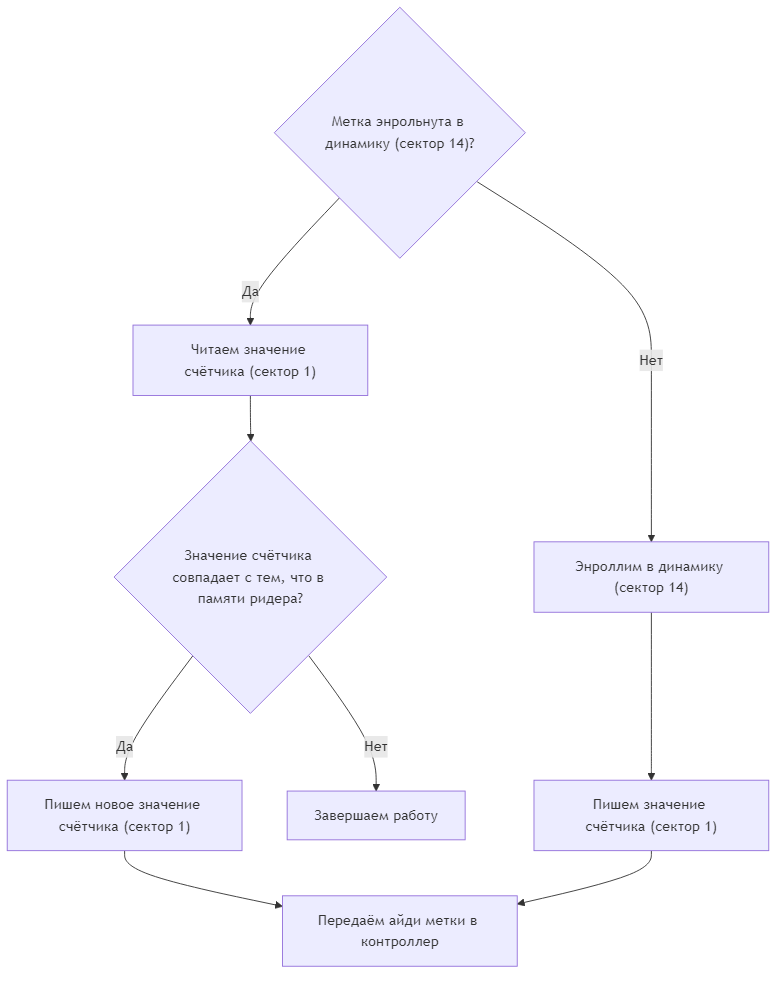 Метка энрольнута в
динамику (сектор 14)?
Да
Нет
Читаем значение
счётчика (сектор 1)
Значение счётчика
совпадает с тем, что в
памяти ридера?
Энроллим в динамику
(сектор 14)
Да
Нет
Пишем новое значение
счётчика (сектор 1)
Завершаем работу
Пишем значение
счётчика (сектор 1)
Передаём айди метки в
контроллер